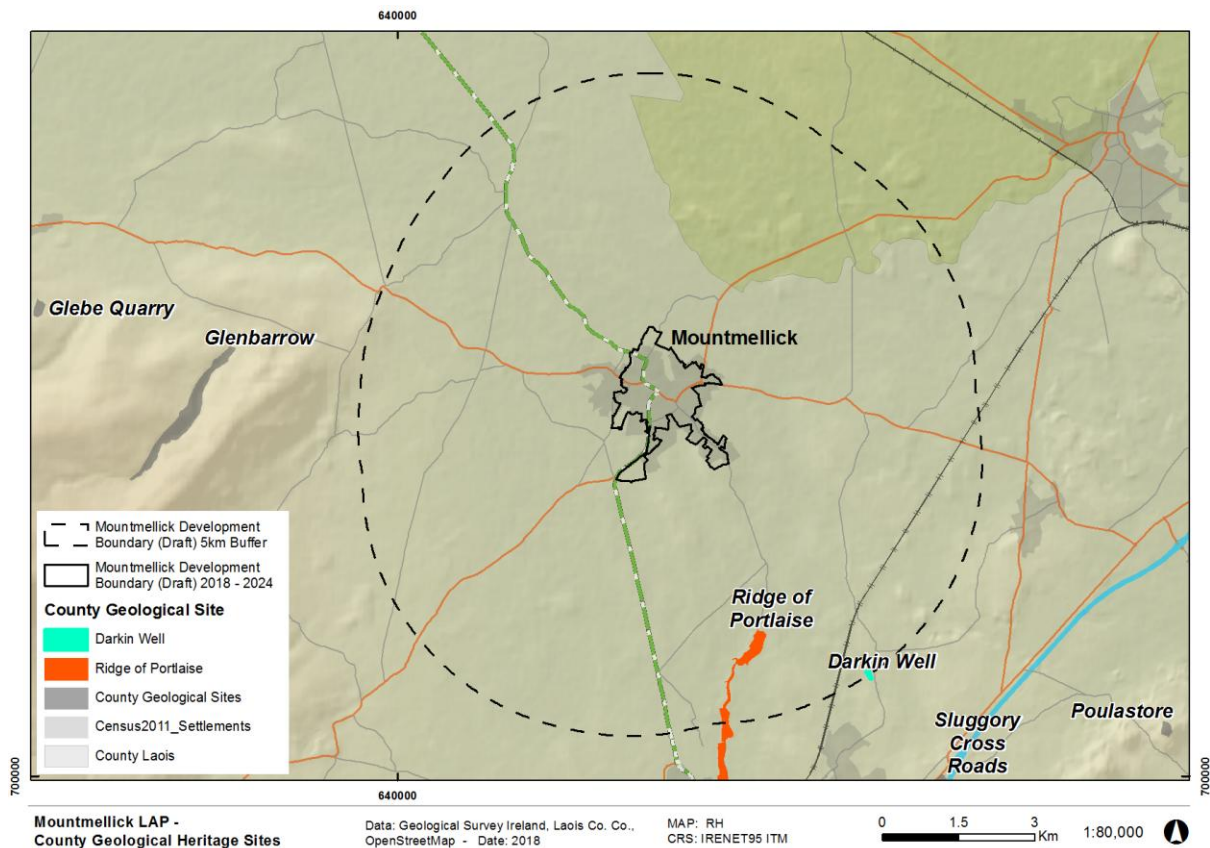 640000
Mountmellick
Glebe Quarry
Glenbarrow
Ridge of
Portlaise
Darkin Well
Sluggory
Cross
Roads
Poulastore
Mountmellick Development
Boundary (Draft) 5km Buffer
Mountmellick Development
Boundary (Draft) 2018 - 2024
County Geological Site
Darkin Well
Ridge of Portlaise
County Geological Sites
Census2011_Settlements
County Laois
700000
700000
640000
Mountmellick LAP -
County Geological Heritage Sites
Data: Geological Survey Ireland, Laois Co. Co.,
OpenStreetMap - Date: 2018
MAP: RH
CRS: IRENET95 ITM
0 1.5 3
Km
1:80,000